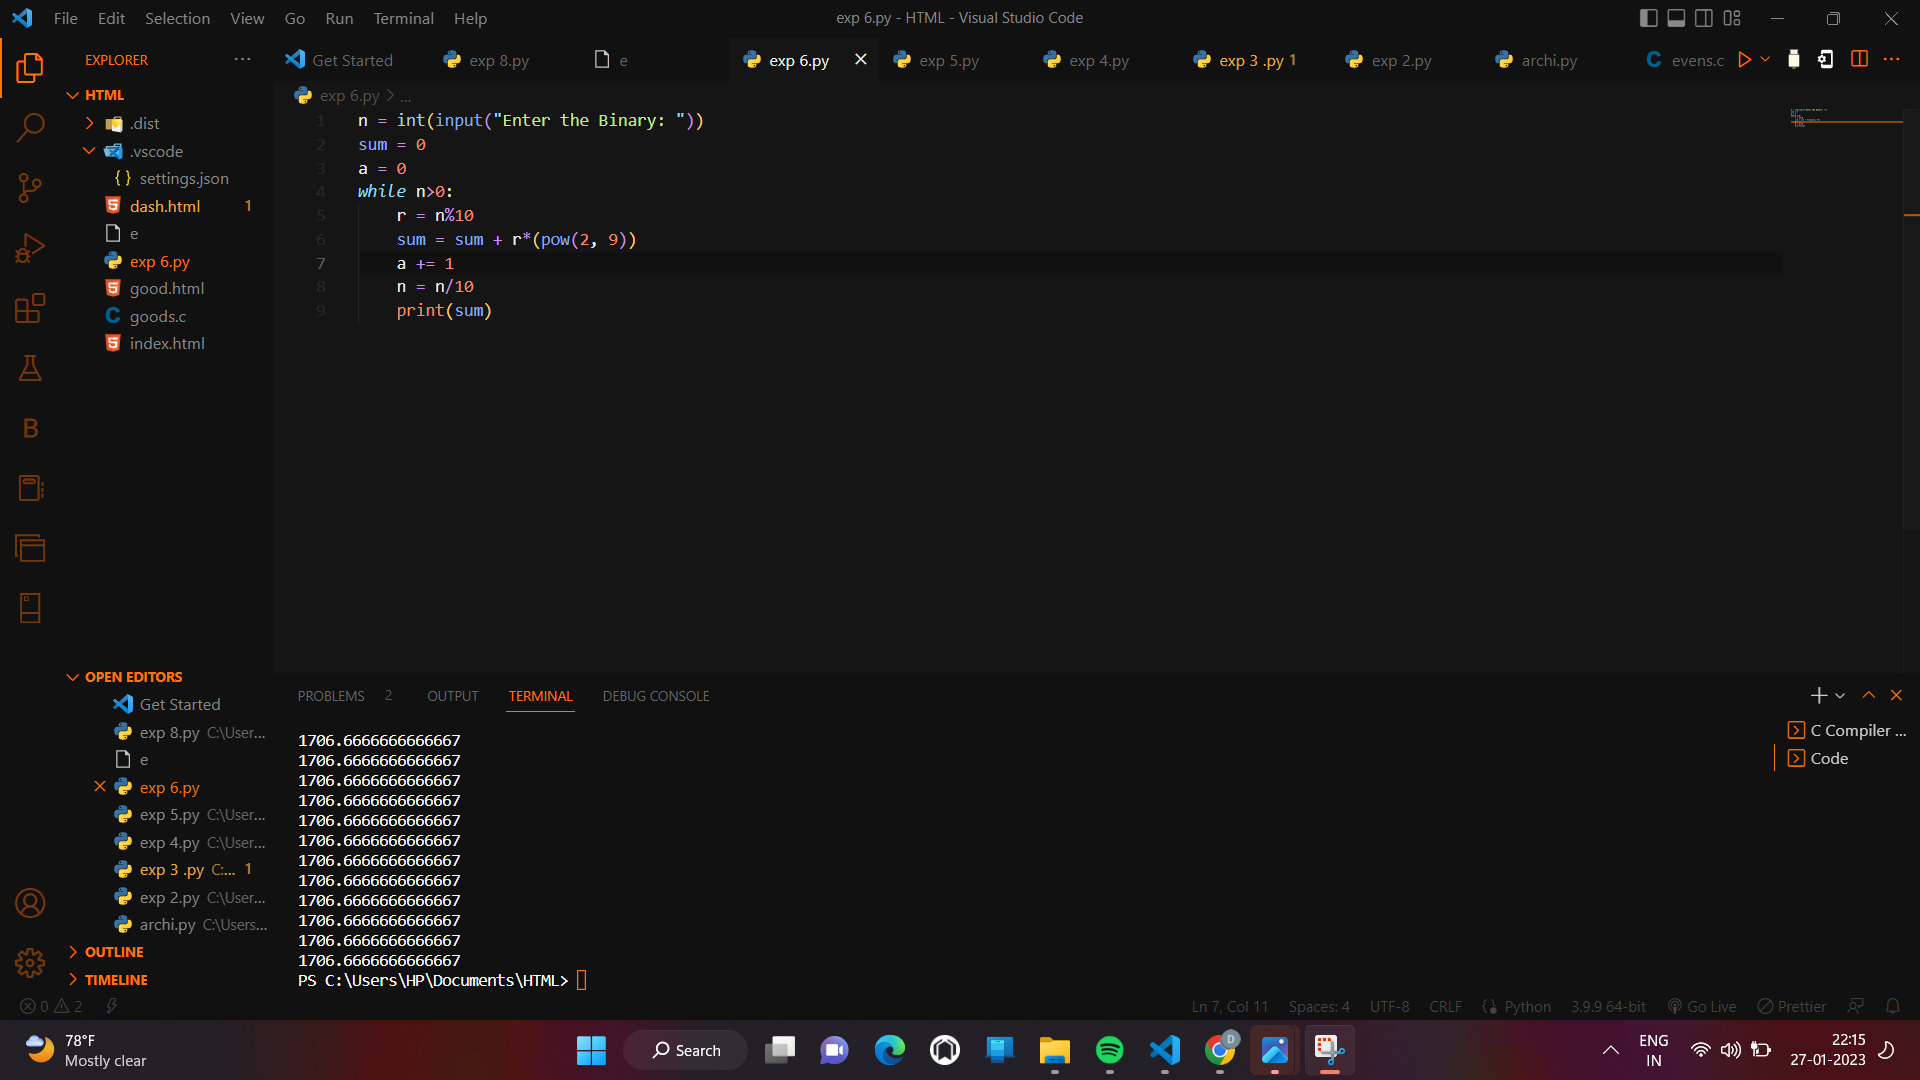 File Edit Selection View Go Run Terminal Help
exp 6.py - HTML - Visual Studio Code
EXPLORER
Get Started exp 8.py e exp 6.py exp 5.py exp 4.py exp 3 .py 1 exp 2.py archi.py evens.c
HTML
.dist
.vscode
settings.json
dash.html 1
e
exp 6.py
good.html
goods.c
index.html
exp 6.py > ...
1 n = int(input("Enter the Binary: "))
2 sum = 0
3 a = 0
4 while n>0:
5 r = n%10
6 sum = sum + r*(pow(2, 9))
7 a += 1
8 n = n/10
9 print(sum)
OPEN EDITORS
Get Started
exp 8.py C:\User...
e
exp 6.py
exp 5.py C:\User...
exp 4.py C:\User...
exp 3 .py C:... 1
exp 2.py C:\User...
archi.py C:\Users...
OUTLINE
TIMELINE
PROBLEMS 2 OUTPUT TERMINAL DEBUG CONSOLE
1706.6666666666667
1706.6666666666667
1706.6666666666667
1706.6666666666667
1706.6666666666667
1706.6666666666667
1706.6666666666667
1706.6666666666667
1706.6666666666667
1706.6666666666667
1706.6666666666667
1706.6666666666667
PS C:\Users\HP\Documents\HTML>
C Compiler ...
Code
0 2
Ln 7, Col 11 Spaces: 4 UTF-8 CRLF Python 3.9.9 64-bit Go Live Prettier
78°F
Mostly clear
Search
ENG
IN
22:15
27-01-2023